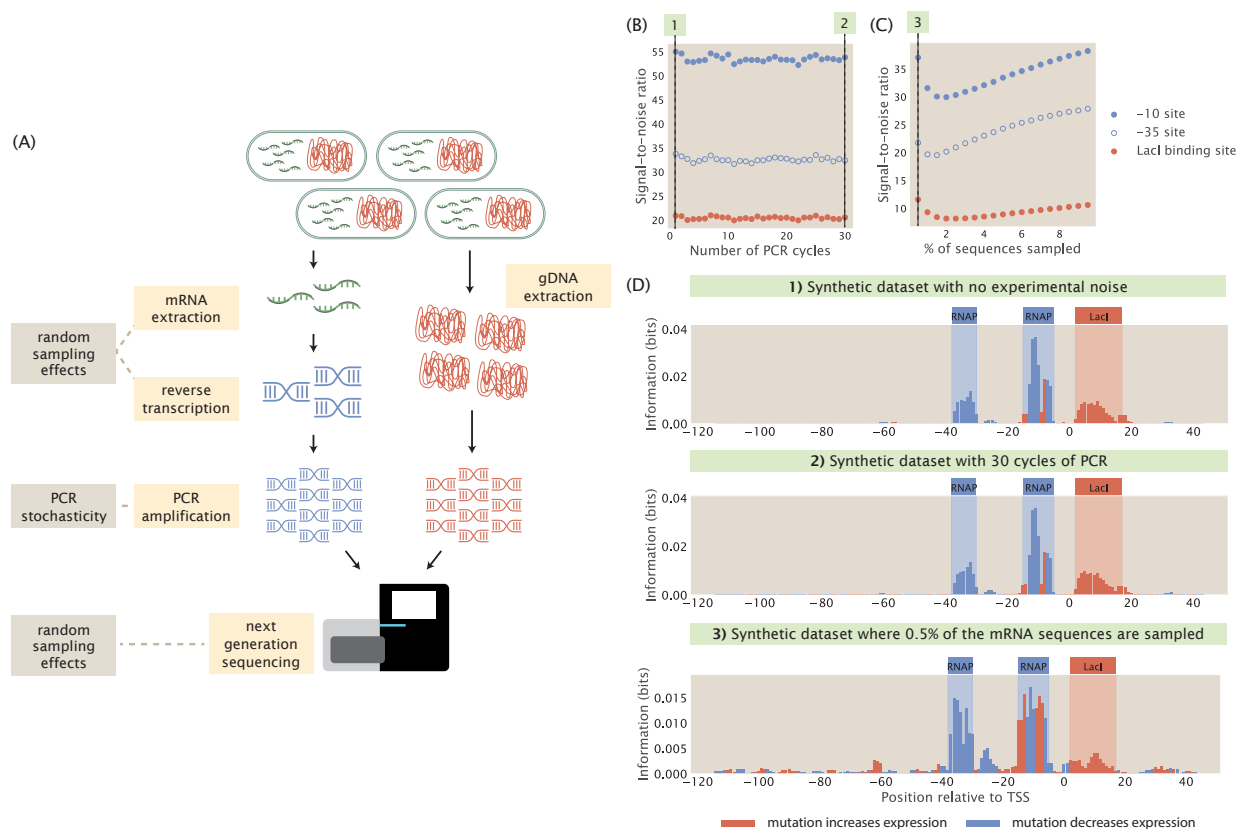 (A)
mRNA
extraction
random
sampling
effects
reverse
transcription
gDNA
extraction
PCR
stochasticity
PCR
amplification
random
sampling
effects
next
generation
sequencing
(B)
1
2
Signal-to-noise ratio
55
50
45
40
35
30
25
20
0
10
20
30
Number of PCR cycles
(C)
3
Signal-to-noise ratio
35
30
25
20
15
10
2
4
6
8
% of sequences sampled
−10 site
−35 site
LacI binding site
(D)
1) Synthetic dataset with no experimental noise
RNAP
RNAP
LacI
Information (bits)
0.04
0.02
0.00
−120
−100
−80
−60
−40
−20
0
20
40
2) Synthetic dataset with 30 cycles of PCR
RNAP
RNAP
LacI
Information (bits)
0.04
0.02
0.00
−120
−100
−80
−60
−40
−20
0
20
40
3) Synthetic dataset where 0.5% of the mRNA sequences are sampled
RNAP
RNAP
LacI
Information (bits)
0.015
0.010
0.005
0.000
−120
−100
−80
−60
−40
−20
0
20
40
Position relative to TSS
mutation increases expression
mutation decreases expression